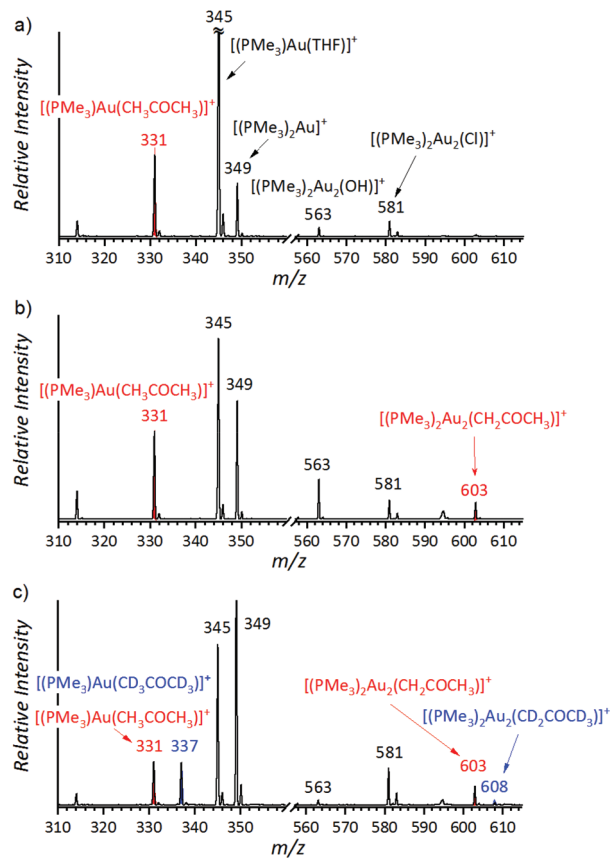 a)
345
[(PMe₃)Au(THF)]⁺
[(PMe₃)Au(CH₃COCH₃)]⁺
331
[(PMe₃)₂Au]⁺
349
[(PMe₃)₂Au₂(Cl)]⁺
[(PMe₃)₂Au₂(OH)]⁺
563
581
Relative Intensity
310 320 330 340 350 560 570 580 590 600 610
m/z
b)
345
[(PMe₃)Au(CH₃COCH₃)]⁺
331
349
[(PMe₃)₂Au₂(CH₂COCH₃)]⁺
563
581
603
Relative Intensity
310 320 330 340 350 560 570 580 590 600 610
m/z
c)
345
349
[(PMe₃)Au(CD₃COCD₃)]⁺
[(PMe₃)Au(CH₃COCH₃)]⁺
331
337
[(PMe₃)₂Au₂(CH₂COCH₃)]⁺
[(PMe₃)₂Au₂(CD₂COCD₃)]⁺
563
581
603
608
Relative Intensity
310 320 330 340 350 560 570 580 590 600 610
m/z